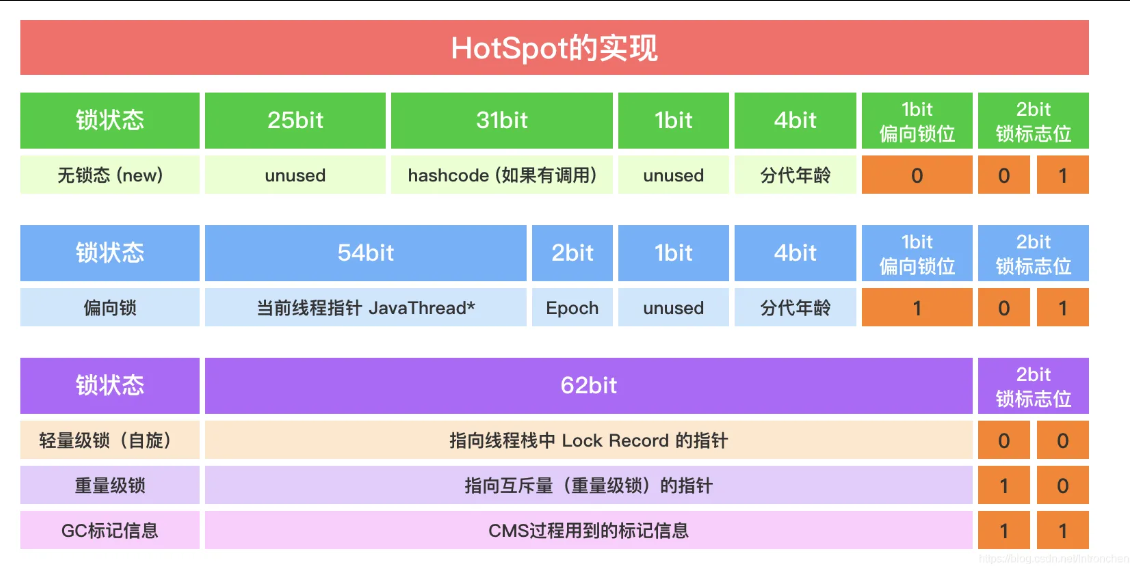 HotSpot的实现
锁状态 25bit 31bit 1bit 4bit 1bit 偏向锁位 2bit 锁标志位
无锁态 (new) unused hashcode (如果有调用) unused 分代年龄 0 0 1
锁状态 54bit 2bit 1bit 4bit 1bit 偏向锁位 2bit 锁标志位
偏向锁 当前线程指针 JavaThread* Epoch unused 分代年龄 1 0 1
锁状态 62bit 2bit 锁标志位
轻量级锁（自旋） 指向线程栈中 Lock Record 的指针 0 0
重量级锁 指向互斥量（重量级锁）的指针 1 0
GC标记信息 CMS过程用到的标记信息 1 1